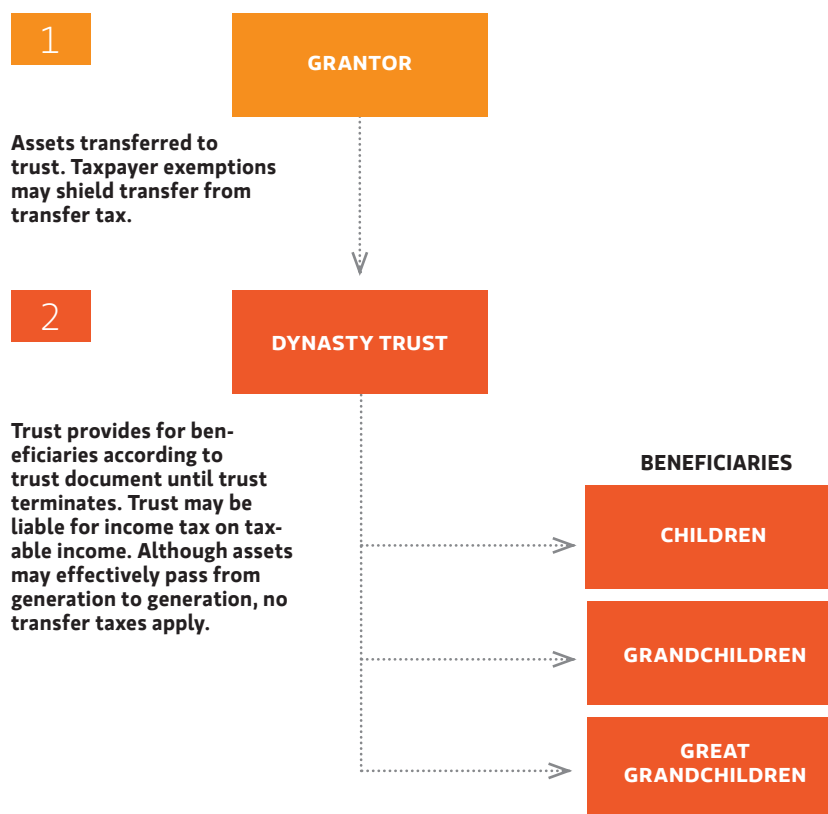 1
GRANTOR
Assets transferred to
trust. Taxpayer exemptions
may shield transfer from
transfer tax.
2
DYNASTY TRUST
Trust provides for ben-
eficiaries according to
trust document until trust
terminates. Trust may be
liable for income tax on tax-
able income. Although assets
may effectively pass from
generation to generation, no
transfer taxes apply.
BENEFICIARIES
CHILDREN
GRANDCHILDREN
GREAT
GRANDCHILDREN